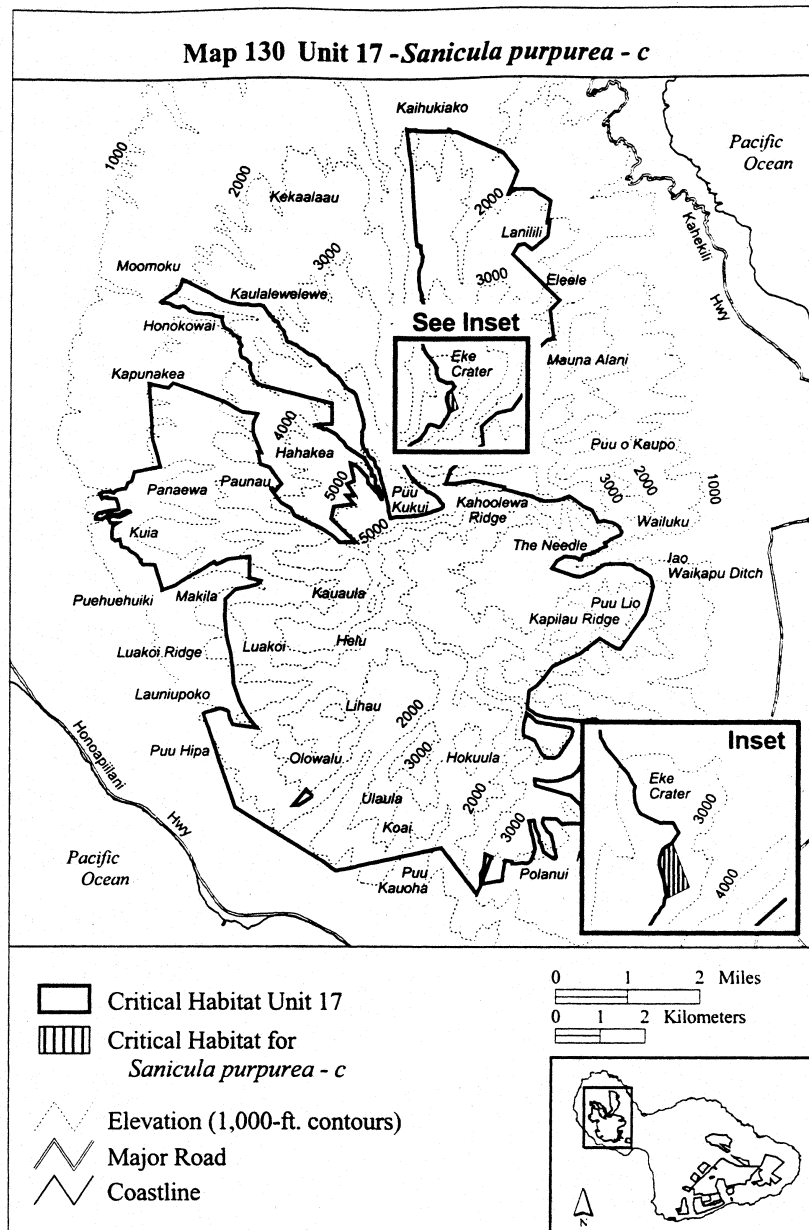 Map 130 Unit 17 - Sanicula purpurea - c
Kaihukiako
Pacific
Ocean
1000
2000
Kekaalaau
2000
Lanilili
Kahekili
Hwy
3000
Moomoku
Kaulalewelewe
3000
Eleele
Honokowai
See Inset
Eke
Crater
Mauna Alani
Kapunakea
4000
Hahakea
Puu o Kaupo
Panaewa
Paunau
5000
Puu
Kukui
Kahoolewa
Ridge
3000
2000
1000
Wailuku
Kuia
5000
The Needle
Iao
Waikapu Ditch
Puehuehuiki
Makila
Kauaula
Puu Lio
Kapilau Ridge
Luakoi Ridge
Luakoi
Helu
Launiupoko
Lihau
2000
Honoapiilani
Hwy
Puu Hipa
Olowalu
3000
Hokuula
Ulaula
2000
Koai
3000
Pacific
Ocean
Puu
Kauoha
Polanui
Inset
Eke
Crater
3000
4000
Critical Habitat Unit 17
Critical Habitat for
Sanicula purpurea - c
Elevation (1,000-ft. contours)
Major Road
Coastline
0 1 2 Miles
0 1 2 Kilometers
N